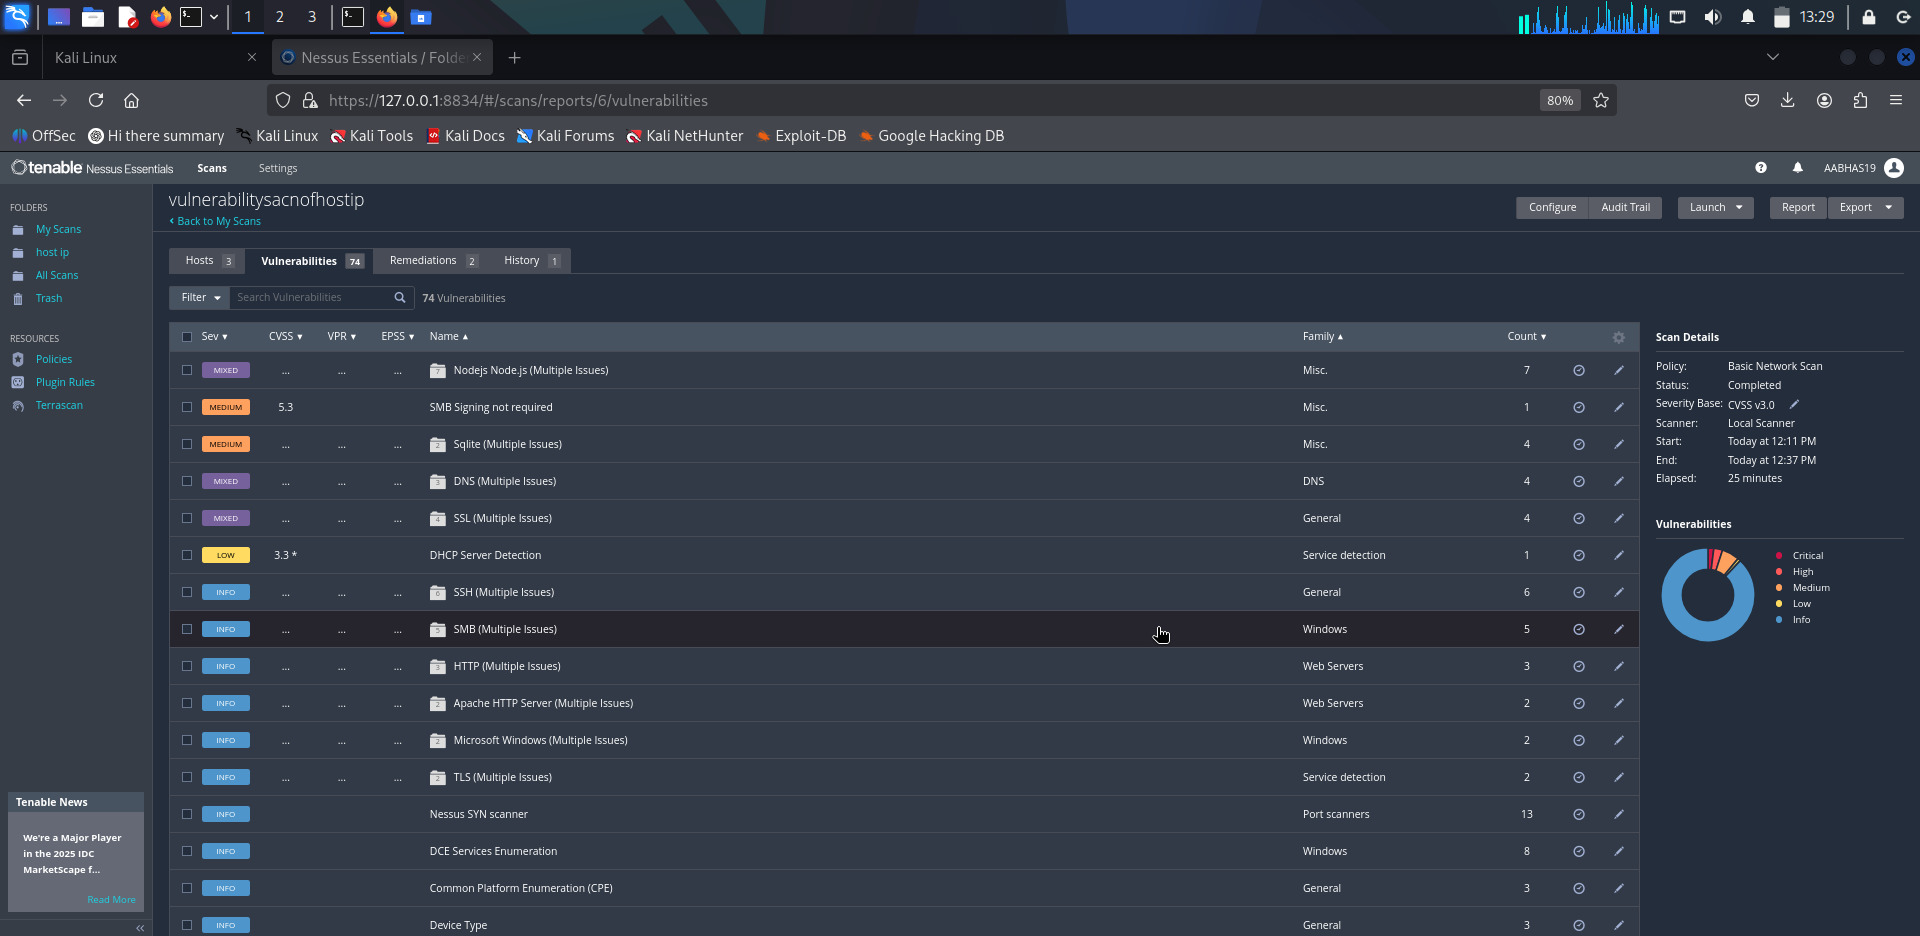 1 2 3 13:29
Kali Linux
Nessus Essentials / Folde
https://127.0.0.1:8834/#/scans/reports/6/vulnerabilities 80%
OffSec Hi there summary Kali Linux Kali Tools Kali Docs Kali Forums Kali NetHunter Exploit-DB Google Hacking DB
tenable Nessus Essentials Scans Settings AABHAS19
FOLDERS
My Scans
host ip
All Scans
Trash
RESOURCES
Policies
Plugin Rules
Terrascan
Tenable News
We're a Major Player
in the 2025 IDC
MarketScape f...
Read More
vulnerabilitysacnofhostip
Back to My Scans
Configure Audit Trail Launch Report Export
Hosts 3 Vulnerabilities 74 Remediations 2 History 1
Filter Search Vulnerabilities 74 Vulnerabilities
Sev CVSS VPR EPSS Name Family Count
MIXED ... ... ... 7 Nodejs Node.js (Multiple Issues) Misc. 7
MEDIUM 5.3 SMB Signing not required Misc. 1
MEDIUM ... ... ... 2 Sqlite (Multiple Issues) Misc. 4
MIXED ... ... ... 3 DNS (Multiple Issues) DNS 4
MIXED ... ... ... 4 SSL (Multiple Issues) General 4
LOW 3.3 * DHCP Server Detection Service detection 1
INFO ... ... ... 6 SSH (Multiple Issues) General 6
INFO ... ... ... 5 SMB (Multiple Issues) Windows 5
INFO ... ... ... 3 HTTP (Multiple Issues) Web Servers 3
INFO ... ... ... 2 Apache HTTP Server (Multiple Issues) Web Servers 2
INFO ... ... ... 2 Microsoft Windows (Multiple Issues) Windows 2
INFO ... ... ... 2 TLS (Multiple Issues) Service detection 2
INFO Nessus SYN scanner Port scanners 13
INFO DCE Services Enumeration Windows 8
INFO Common Platform Enumeration (CPE) General 3
INFO Device Type General 3
Scan Details
Policy: Basic Network Scan
Status: Completed
Severity Base: CVSS v3.0
Scanner: Local Scanner
Start: Today at 12:11 PM
End: Today at 12:37 PM
Elapsed: 25 minutes
Vulnerabilities
Critical
High
Medium
Low
Info